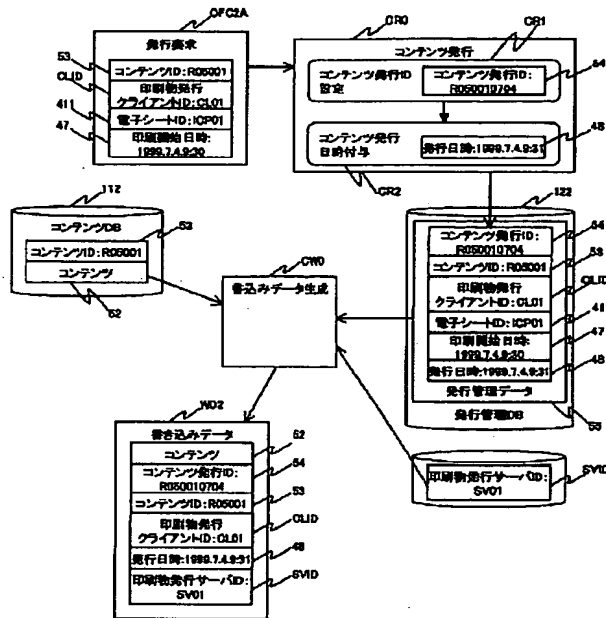 OFC2A
発行要求
53
コンテンツID:R05001
CLID
印刷物発行
クライアントID:CL01
411
電子シートID:ICP01
47
印刷開始日時:
1999.7.4.9:30
CR0
コンテンツ発行
CR1
コンテンツ発行ID
設定
コンテンツ発行ID:
R050010704
54
コンテンツ発行
日時付与
発行日時:1999.7.4.9:31
48
CR2
112
コンテンツDB
53
コンテンツID:R05001
コンテンツ
52
CW0
書込みデータ生成
122
コンテンツ発行ID:
R050010704
54
コンテンツID:R05001
53
印刷物発行
クライアントID:CL01
CLID
電子シートID:ICP01
41
印刷開始日時:
1999.7.4.9:30
47
発行日時:1999.7.4.9:31
48
発行管理データ
55
発行管理DB
印刷物発行サーバID:
SV01
SVID
WD2
書き込みデータ
コンテンツ
52
コンテンツ発行ID:
R050010704
54
コンテンツID:R05001
53
印刷物発行
クライアントID:CL01
CLID
発行日時:1999.7.4.9:31
48
印刷物発行サーバID:
SV01
SVID